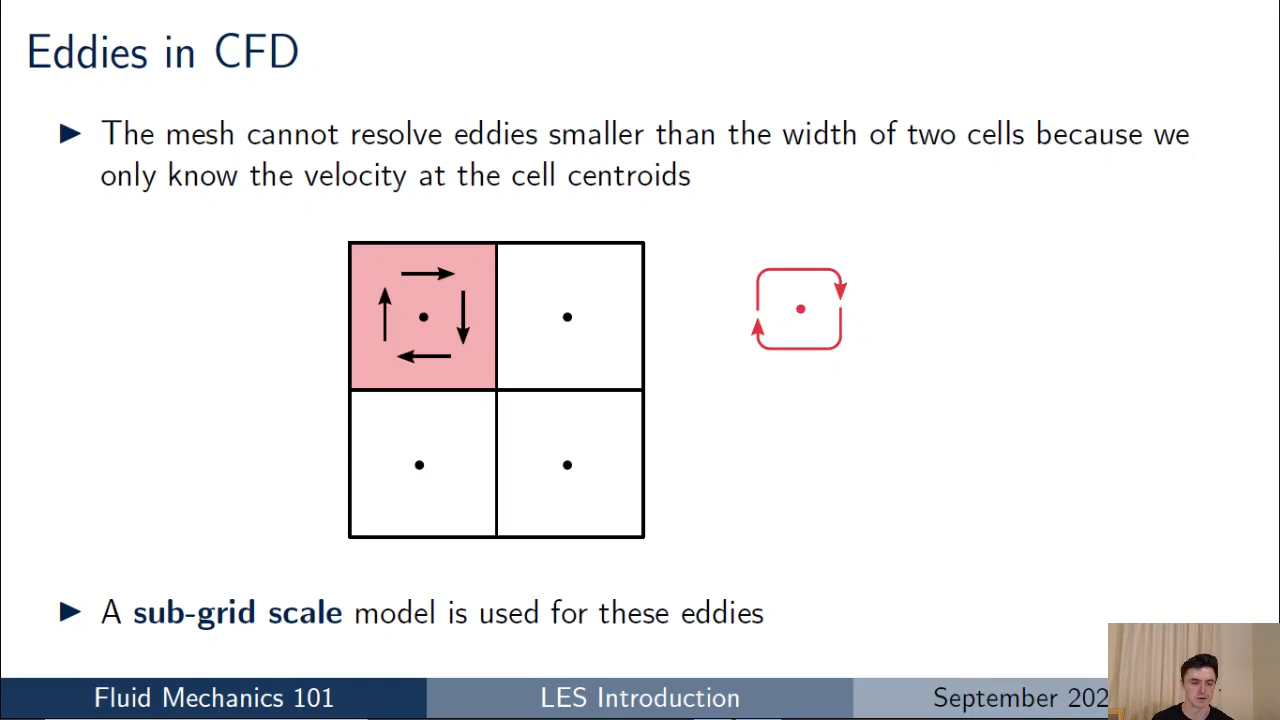 Eddies in CFD
The mesh cannot resolve eddies smaller than the width of two cells because we
only know the velocity at the cell centroids
A sub-grid scale model is used for these eddies
Fluid Mechanics 101
LES Introduction
September